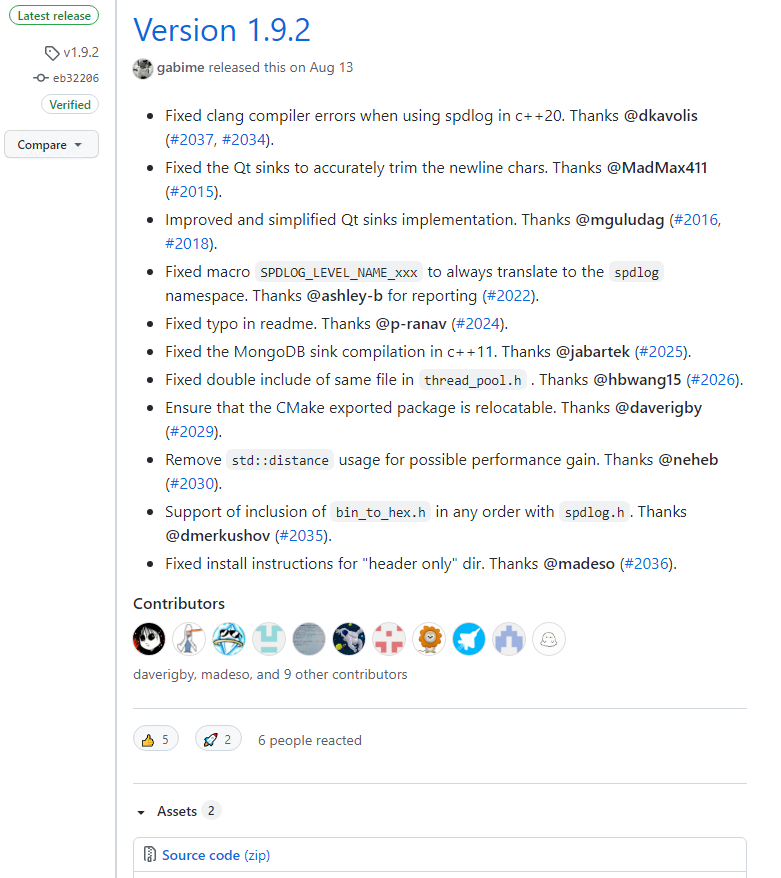 Latest release
v1.9.2
eb32206
Verified
Compare
Version 1.9.2
gabime released this on Aug 13
Fixed clang compiler errors when using spdlog in c++20. Thanks @dkavolis
(#2037, #2034).
Fixed the Qt sinks to accurately trim the newline chars. Thanks @MadMax411
(#2015).
Improved and simplified Qt sinks implementation. Thanks @mguludag (#2016,
#2018).
Fixed macro SPDLOG_LEVEL_NAME_xxx to always translate to the spdlog
namespace. Thanks @ashley-b for reporting (#2022).
Fixed typo in readme. Thanks @p-ranav (#2024).
Fixed the MongoDB sink compilation in c++11. Thanks @jabartek (#2025).
Fixed double include of same file in thread_pool.h . Thanks @hbwang15 (#2026).
Ensure that the CMake exported package is relocatable. Thanks @daverigby
(#2029).
Remove std::distance usage for possible performance gain. Thanks @neheb
(#2030).
Support of inclusion of bin_to_hex.h in any order with spdlog.h . Thanks
@dmerkushov (#2035).
Fixed install instructions for "header only" dir. Thanks @madeso (#2036).
Contributors
daverigby, madeso, and 9 other contributors
5
2
6 people reacted
Assets 2
Source code (zip)